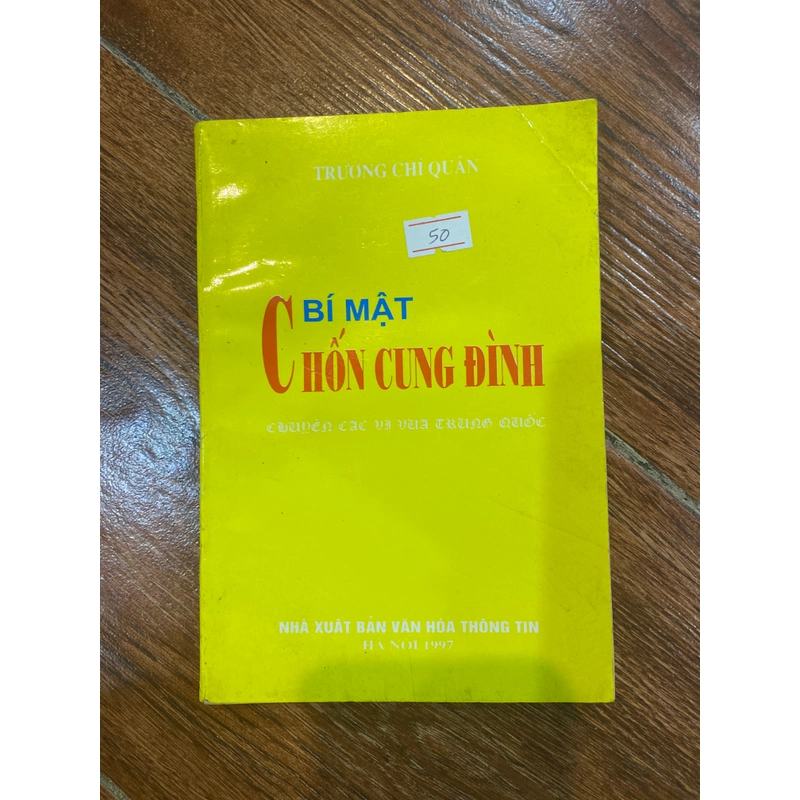 TRƯƠNG CHÍ QUÂN
50
BÍ MẬT
CHỐN CUNG ĐÌNH
CHUYỆN CÁC VỊ VUA TRUNG QUỐC
NHÀ XUẤT BẢN VĂN HÓA THÔNG TIN
HÀ NỘI 1997